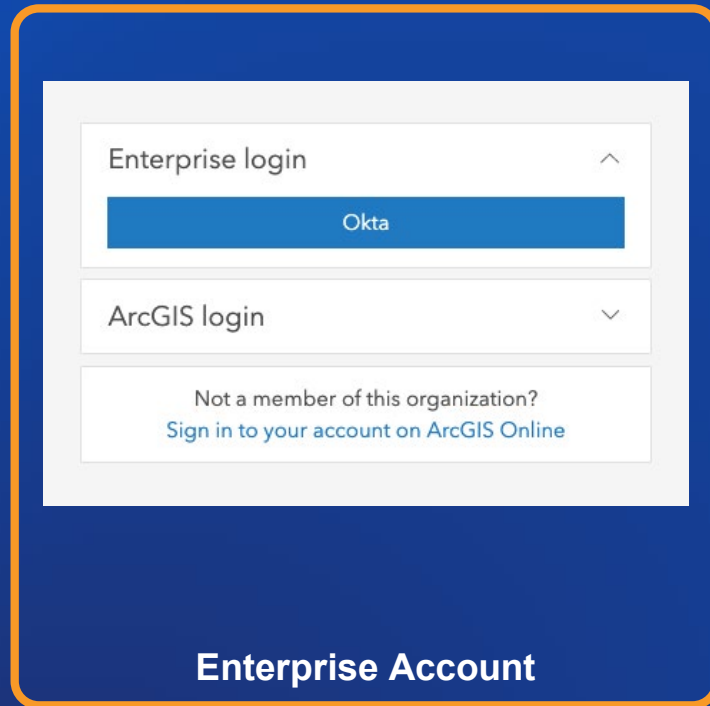 Enterprise login
Okta
ArcGIS login
Not a member of this organization?
Sign in to your account on ArcGIS Online
Enterprise Account